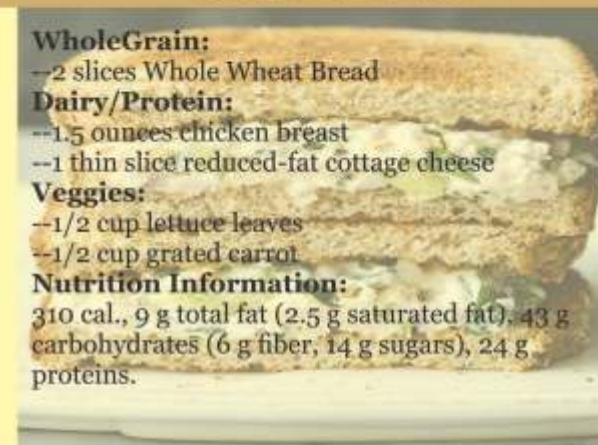 WholeGrain:
--2 slices Whole Wheat Bread
Dairy/Protein:
--1.5 ounces chicken breast
--1 thin slice reduced-fat cottage cheese
Veggies:
--1/2 cup lettuce leaves
--1/2 cup grated carrot
Nutrition Information:
310 cal., 9 g total fat (2.5 g saturated fat), 43 g
carbohydrates (6 g fiber, 14 g sugars), 24 g
proteins.